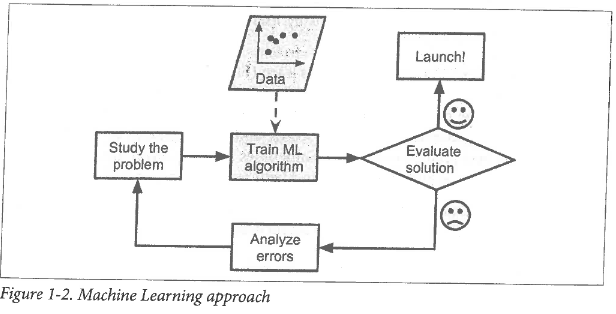 Data
Launch!
Study the
problem
Train ML
algorithm
Evaluate
solution
Analyze
errors
Figure 1-2. Machine Learning approach